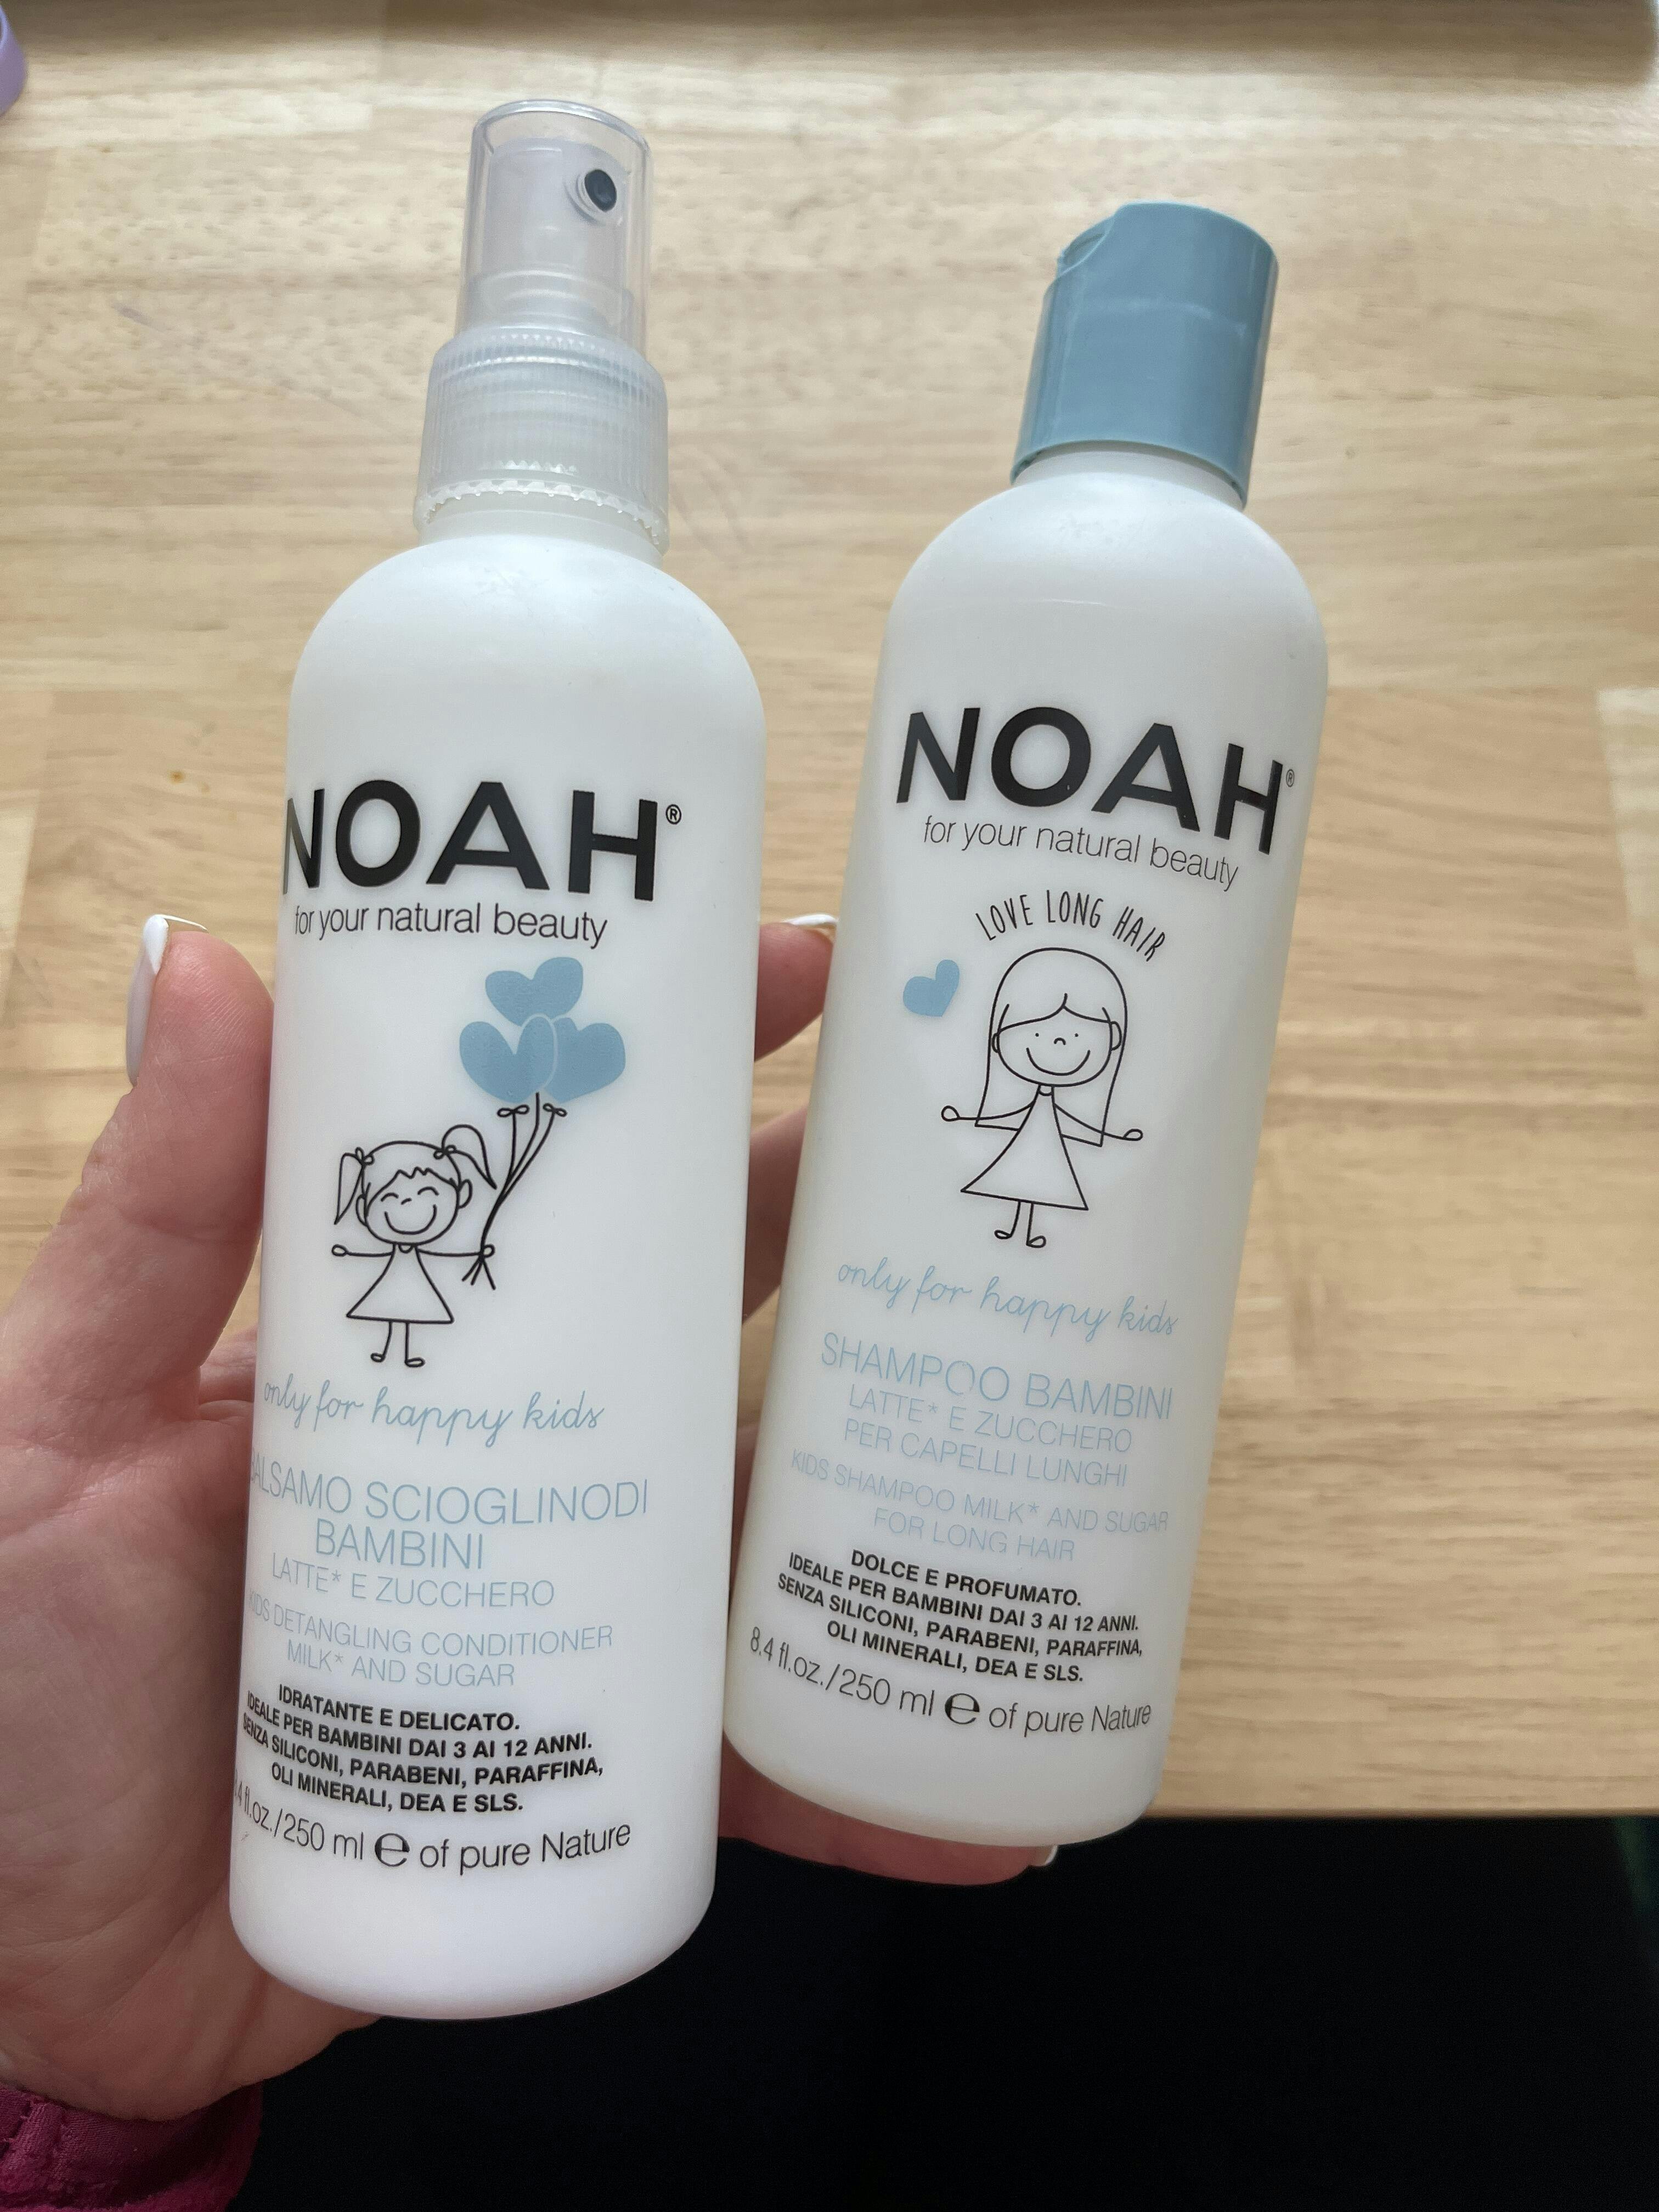 NOAH®
for your natural beauty
only for happy kids
BALSAMO SCIOGLINODI
BAMBINI
LATTE* E ZUCCHERO
KIDS DETANGLING CONDITIONER
MILK* AND SUGAR
IDRATANTE E DELICATO.
IDEALE PER BAMBINI DAI 3 AI 12 ANNI.
SENZA SILICONI, PARABENI, PARAFFINA,
OLI MINERALI, DEA E SLS.
8.4 fl.oz./250 ml ℮ of pure Nature
NOAH®
for your natural beauty
LOVE LONG HAIR
only for happy kids
SHAMPOO BAMBINI
LATTE* E ZUCCHERO
PER CAPELLI LUNGHI
KIDS SHAMPOO MILK* AND SUGAR
FOR LONG HAIR
DOLCE E PROFUMATO.
IDEALE PER BAMBINI DAI 3 AI 12 ANNI.
SENZA SILICONI, PARABENI, PARAFFINA,
OLI MINERALI, DEA E SLS.
8.4 fl.oz./250 ml ℮ of pure Nature